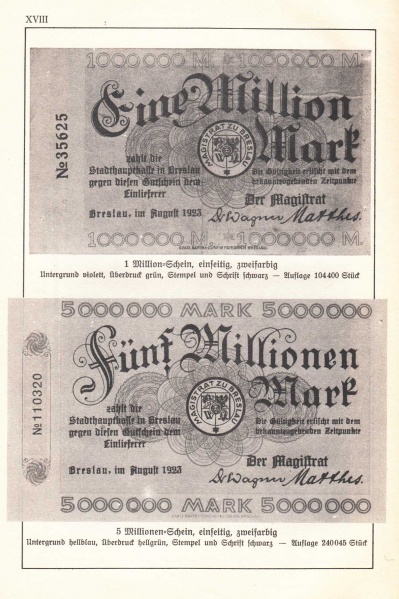 XVIII
1000000 M. 1000000 M.
Eine Million
Mark
№35625
MAGISTRAT ZU BRESLAU
zahlt die
Stadthauptkasse in Breslau
gegen diesen Gutschein dem
Einlieferer
Die Gültigkeit erlischt mit dem
bekanntzugebenden Zeitpunkte
Der Magistrat
Breslau, im August 1923
Dr Wagner Matthes.
1000000 M. 1000000 M.
1 Million-Schein, einseitig, zweifarbig
Untergrund violett, Überdruck grün, Stempel und Schrift schwarz — Auflage 104400 Stück
5000000 MARK 5000000
Fünf Millionen
Mark
№110320
MAGISTRAT ZU BRESLAU
zahlt die
Stadthauptkasse in Breslau
gegen diesen Gutschein dem
Einlieferer
Die Gültigkeit erlischt mit dem
bekanntzugebenden Zeitpunkte
Der Magistrat
Breslau, im August 1923
Dr Wagner Matthes.
5000000 MARK 5000000
5 Millionen-Schein, einseitig, zweifarbig
Untergrund hellblau, Überdruck hellgrün, Stempel und Schrift schwarz — Auflage 240045 Stück